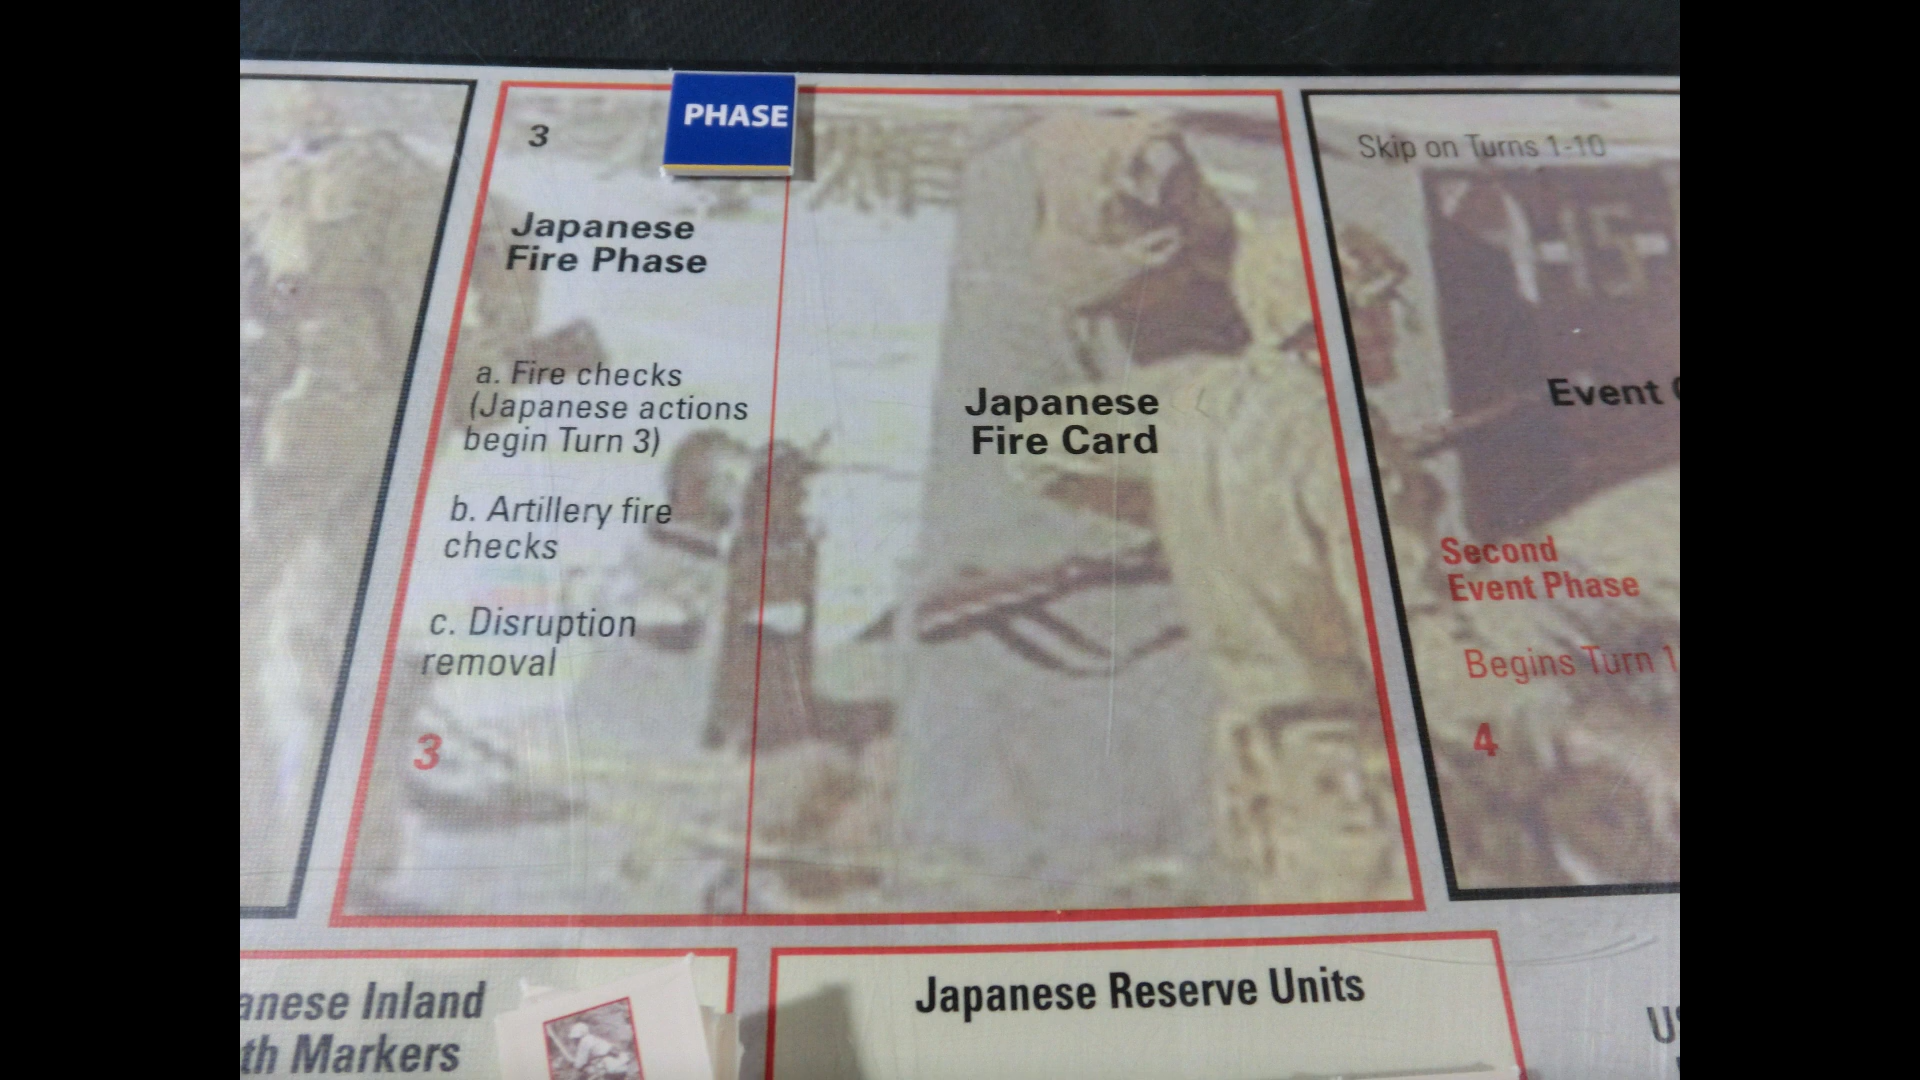 PHASE
3
Japanese
Fire Phase
a. Fire checks
(Japanese actions
begin Turn 3)
b. Artillery fire
checks
c. Disruption
removal
3
Japanese
Fire Card
Skip on Turns 1-10
Event
Second
Event Phase
Begins Turn
4
Inland
Markers
Japanese Reserve Units